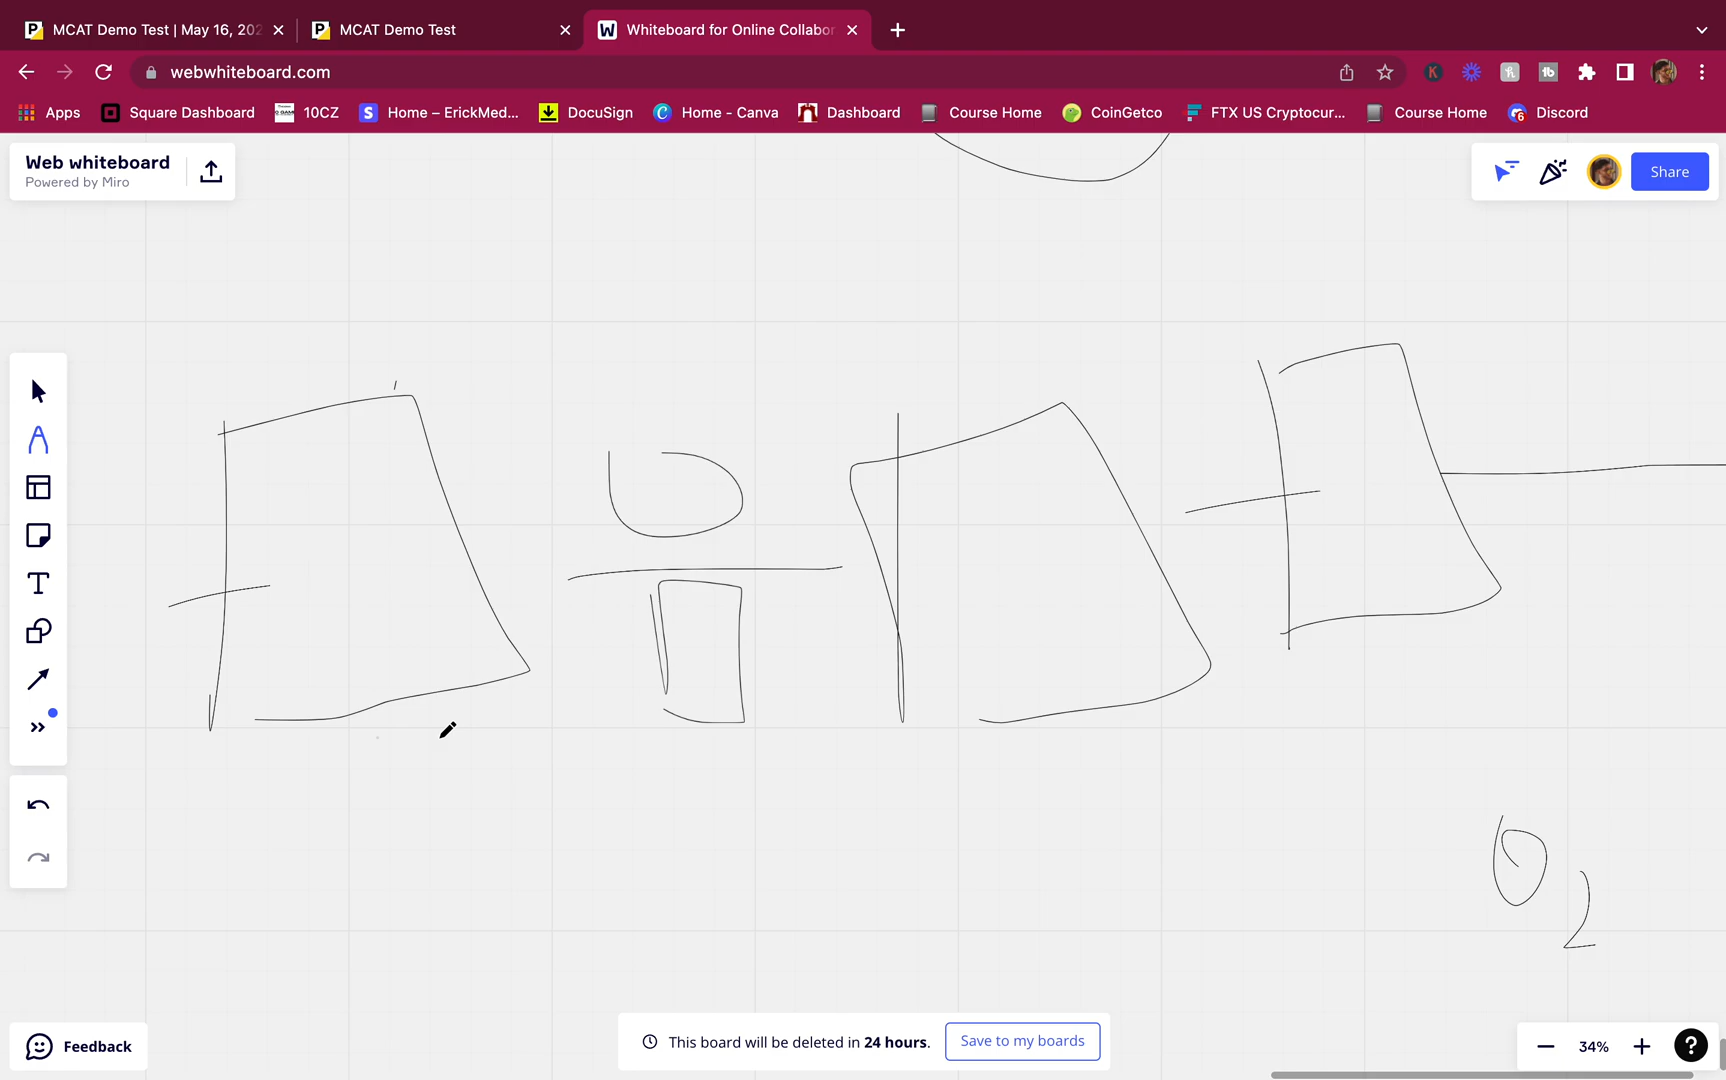 MCAT Demo Test | May 16, 202
MCAT Demo Test
Whiteboard for Online Collabor
webwhiteboard.com
Apps
Square Dashboard
10CZ
Home – ErickMed...
DocuSign
Home - Canva
Dashboard
Course Home
CoinGetco
FTX US Cryptocur...
Course Home
Discord
Web whiteboard
Powered by Miro
Share
O2
Feedback
This board will be deleted in 24 hours.
Save to my boards
34%